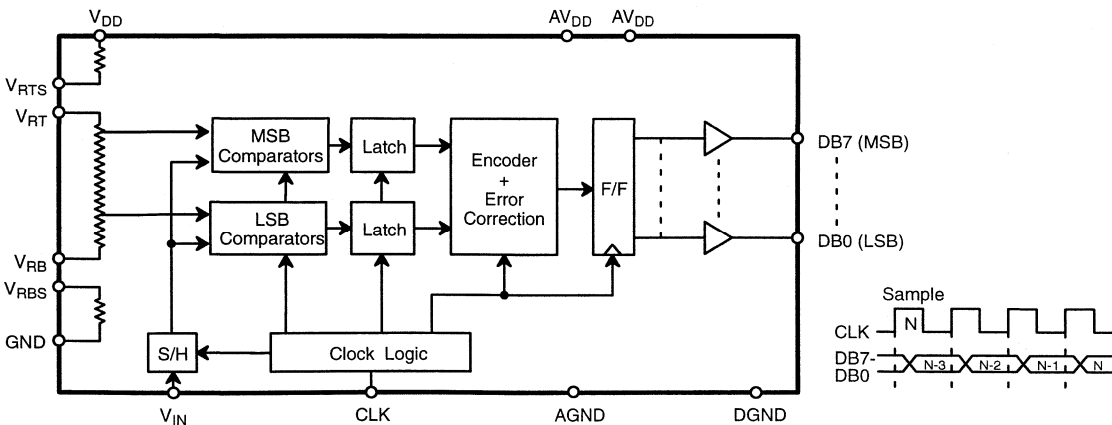 VDD
AVDD AVDD
VRTS
VRT
MSB
Comparators
Latch
Encoder
+
Error
Correction
F/F
DB7 (MSB)
LSB
Comparators
Latch
DB0 (LSB)
VRB
VRBS
GND
S/H
Clock Logic
VIN
CLK
AGND
DGND
Sample
CLK
N
DB7-
DB0
N-3 N-2 N-1 N